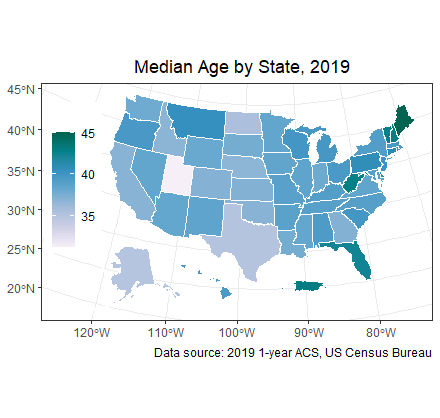 Median Age by State, 2019
45°N
40°N
35°N
30°N
25°N
20°N
45
40
35
120°W
110°W
100°W
90°W
80°W
Data source: 2019 1-year ACS, US Census Bureau